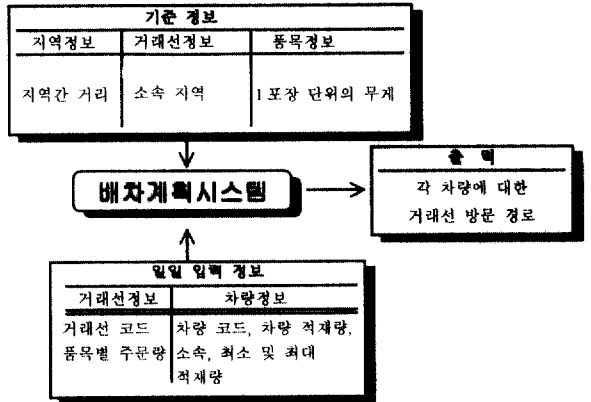 기준 정보
지역정보 거래선정보 품목정보
지역간 거리 소속 지역 1포장 단위의 무게
배차계획시스템
출 력
각 차량에 대한
거래선 방문 경로
일일 입력 정보
거래선정보 차량정보
거래선 코드 차량 코드, 차량 적재량,
품목별 주문량 소속, 최소 및 최대
적재량